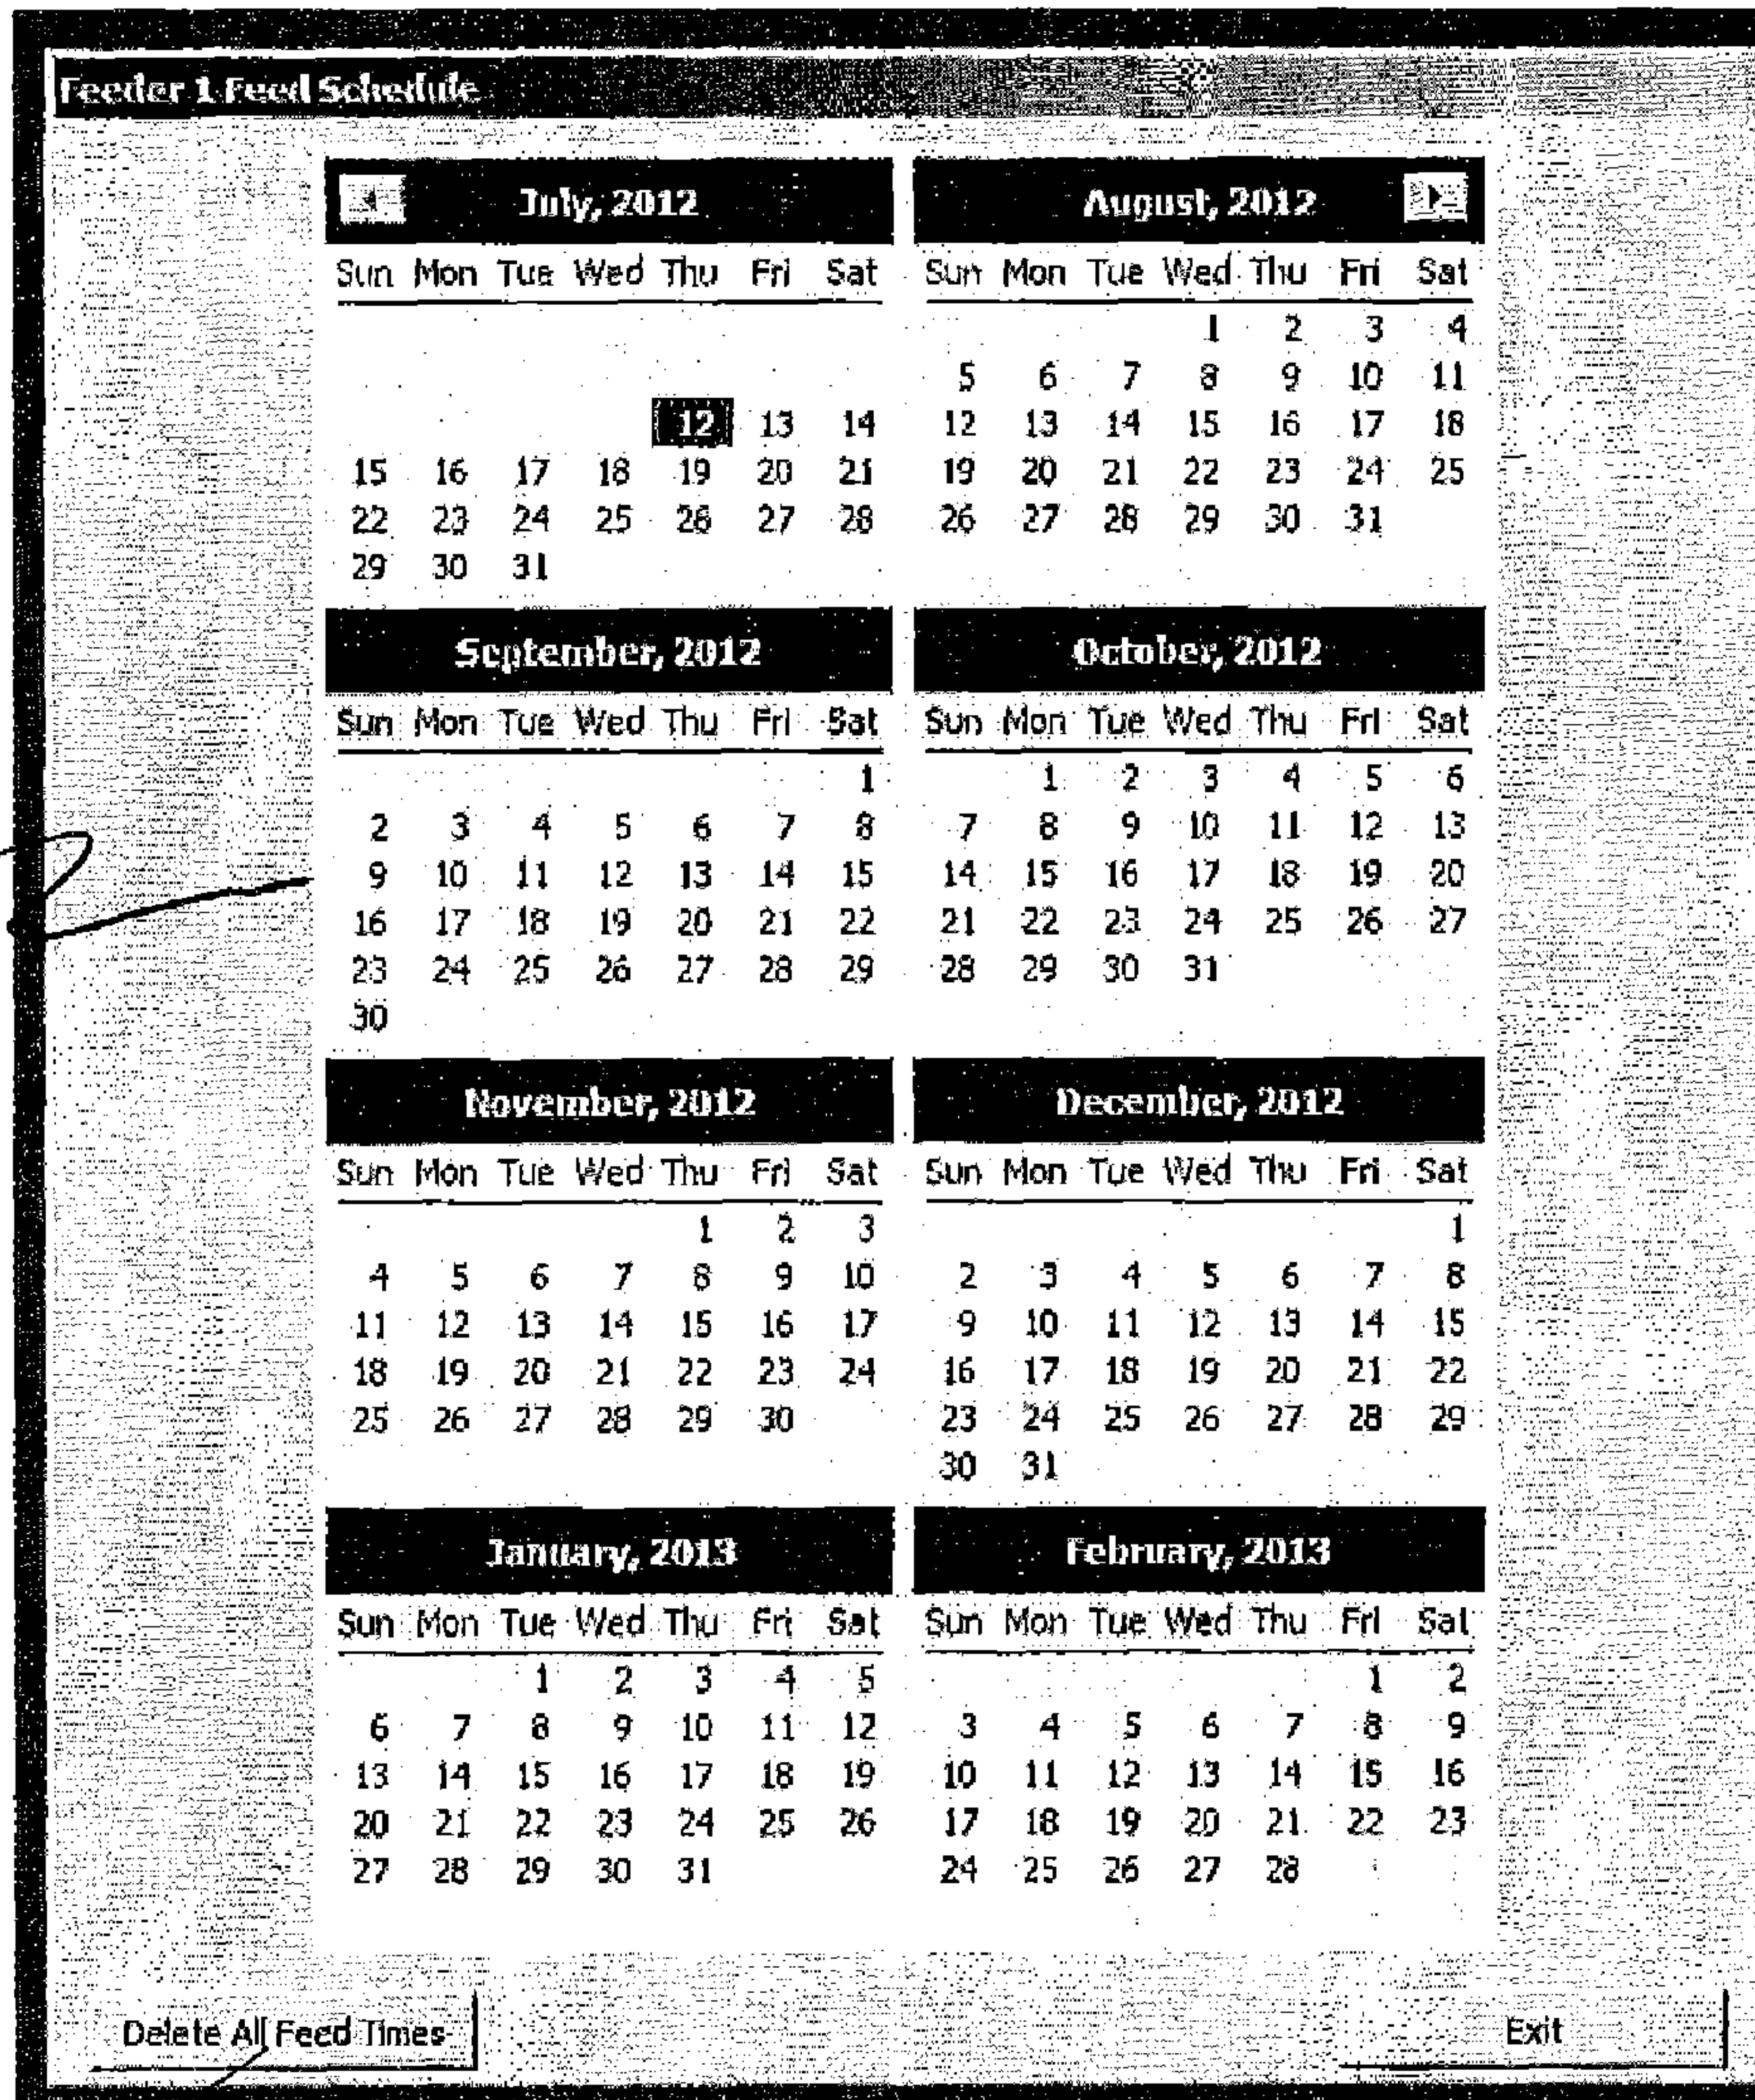 Feeder 1 Feed Schedule
July, 2012
Sun Mon Tue Wed Thu Fri Sat
12 13 14
15 16 17 18 19 20 21
22 23 24 25 26 27 28
29 30 31
August, 2012
Sun Mon Tue Wed Thu Fri Sat
1 2 3 4
5 6 7 8 9 10 11
12 13 14 15 16 17 18
19 20 21 22 23 24 25
26 27 28 29 30 31
September, 2012
Sun Mon Tue Wed Thu Fri Sat
1
2 3 4 5 6 7 8
9 10 11 12 13 14 15
16 17 18 19 20 21 22
23 24 25 26 27 28 29
30
October, 2012
Sun Mon Tue Wed Thu Fri Sat
1 2 3 4 5 6
7 8 9 10 11 12 13
14 15 16 17 18 19 20
21 22 23 24 25 26 27
28 29 30 31
November, 2012
Sun Mon Tue Wed Thu Fri Sat
1 2 3
4 5 6 7 8 9 10
11 12 13 14 15 16 17
18 19 20 21 22 23 24
25 26 27 28 29 30
December, 2012
Sun Mon Tue Wed Thu Fri Sat
1
2 3 4 5 6 7 8
9 10 11 12 13 14 15
16 17 18 19 20 21 22
23 24 25 26 27 28 29
30 31
January, 2013
Sun Mon Tue Wed Thu Fri Sat
1 2 3 4 5
6 7 8 9 10 11 12
13 14 15 16 17 18 19
20 21 22 23 24 25 26
27 28 29 30 31
February, 2013
Sun Mon Tue Wed Thu Fri Sat
1 2
3 4 5 6 7 8 9
10 11 12 13 14 15 16
17 18 19 20 21 22 23
24 25 26 27 28
Delete All Feed Times
Exit